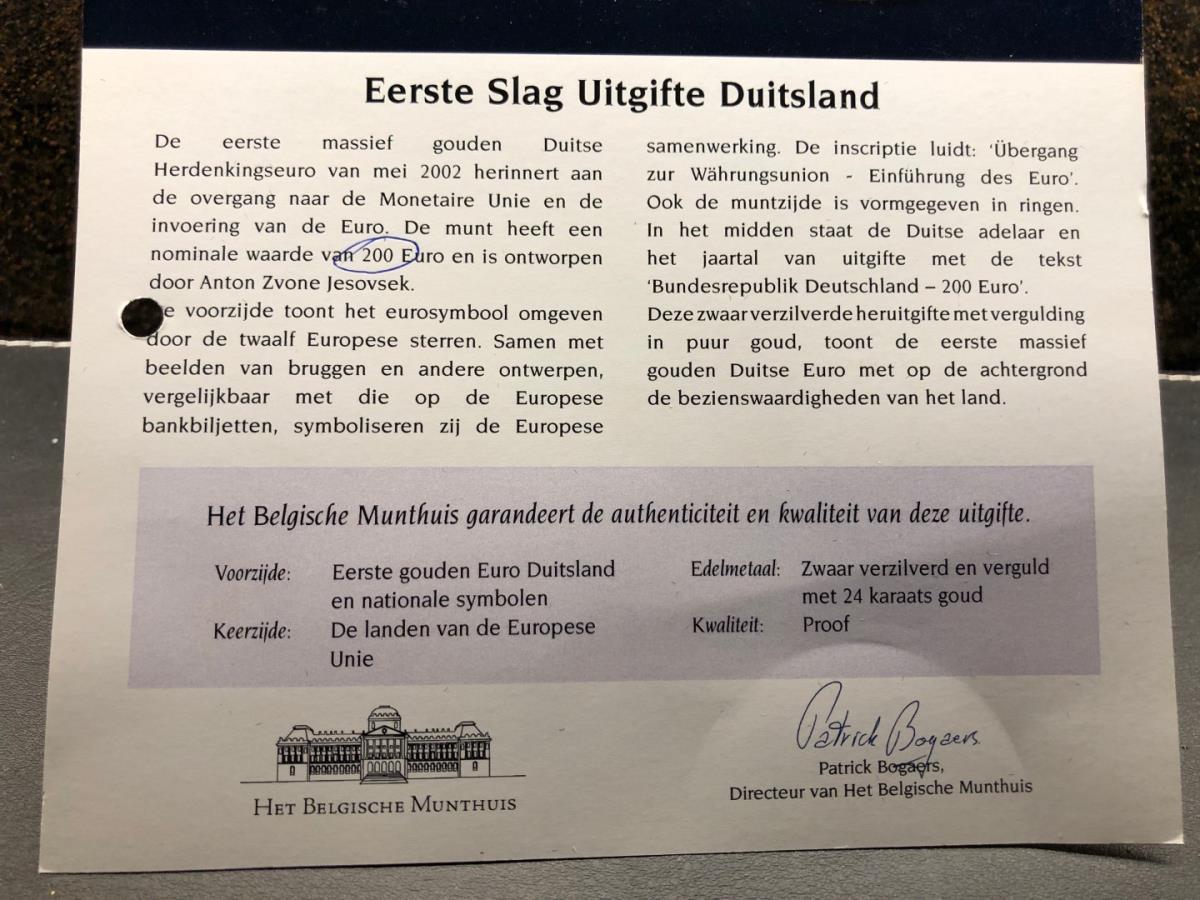 Eerste Slag Uitgifte Duitsland
De eerste massief gouden Duitse
Herdenkingseuro van mei 2002 herinnert aan
de overgang naar de Monetaire Unie en de
invoering van de Euro. De munt heeft een
nominale waarde van 200 Euro en is ontworpen
door Anton Zvone Jesovsek.
e voorzijde toont het eurosymbool omgeven
door de twaalf Europese sterren. Samen met
beelden van bruggen en andere ontwerpen,
vergelijkbaar met die op de Europese
bankbiljetten, symboliseren zij de Europese
samenwerking. De inscriptie luidt: ‘Übergang
zur Währungsunion - Einführung des Euro’.
Ook de muntzijde is vormgegeven in ringen.
In het midden staat de Duitse adelaar en
het jaartal van uitgifte met de tekst
‘Bundesrepublik Deutschland – 200 Euro’.
Deze zwaar verzilverde heruitgifte met vergulding
in puur goud, toont de eerste massief
gouden Duitse Euro met op de achtergrond
de bezienswaardigheden van het land.
Het Belgische Munthuis garandeert de authenticiteit en kwaliteit van deze uitgifte.
Voorzijde: Eerste gouden Euro Duitsland
en nationale symbolen
Keerzijde: De landen van de Europese
Unie
Edelmetaal: Zwaar verzilverd en verguld
met 24 karaats goud
Kwaliteit: Proof
Het Belgische Munthuis
Patrick Bogaers
Patrick Bogaers,
Directeur van Het Belgische Munthuis